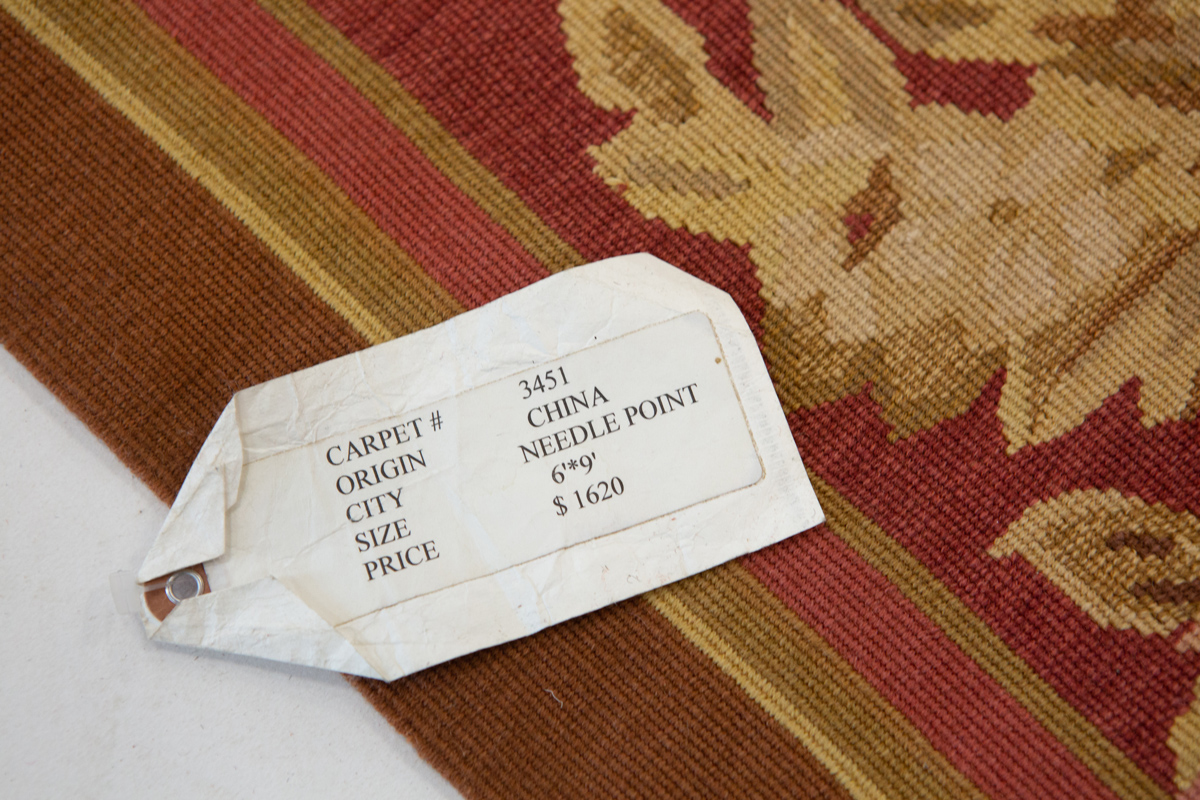 CARPET # 3451
ORIGIN CHINA
CITY NEEDLE POINT
SIZE 6'*9'
PRICE $ 1620